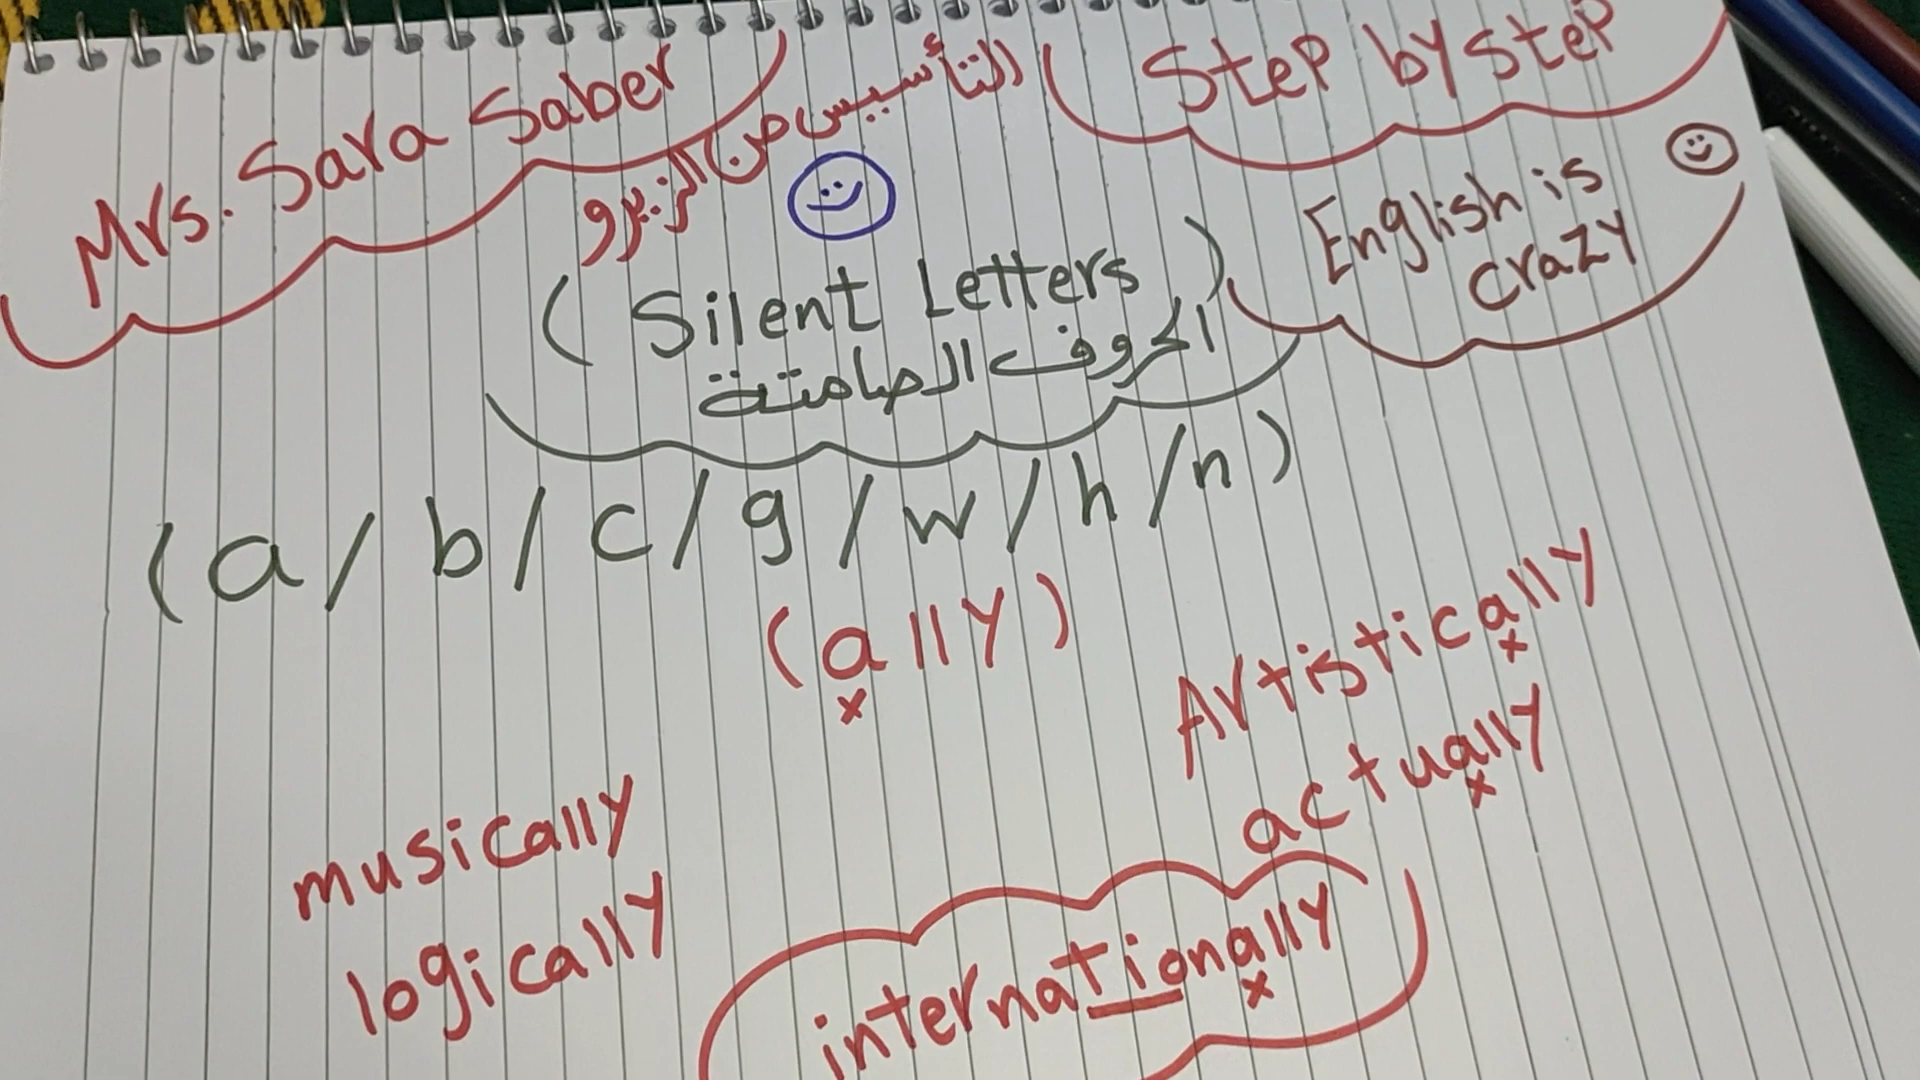 Mrs. Sara Saber
التأسيس من الزيرو
Step by step
English is
crazy
( Silent Letters )
الحروف الصامتة
(a / b / c / g / w / h / n )
(ally)
x
Artistically
x
actually
x
musically
logically
internationally
x